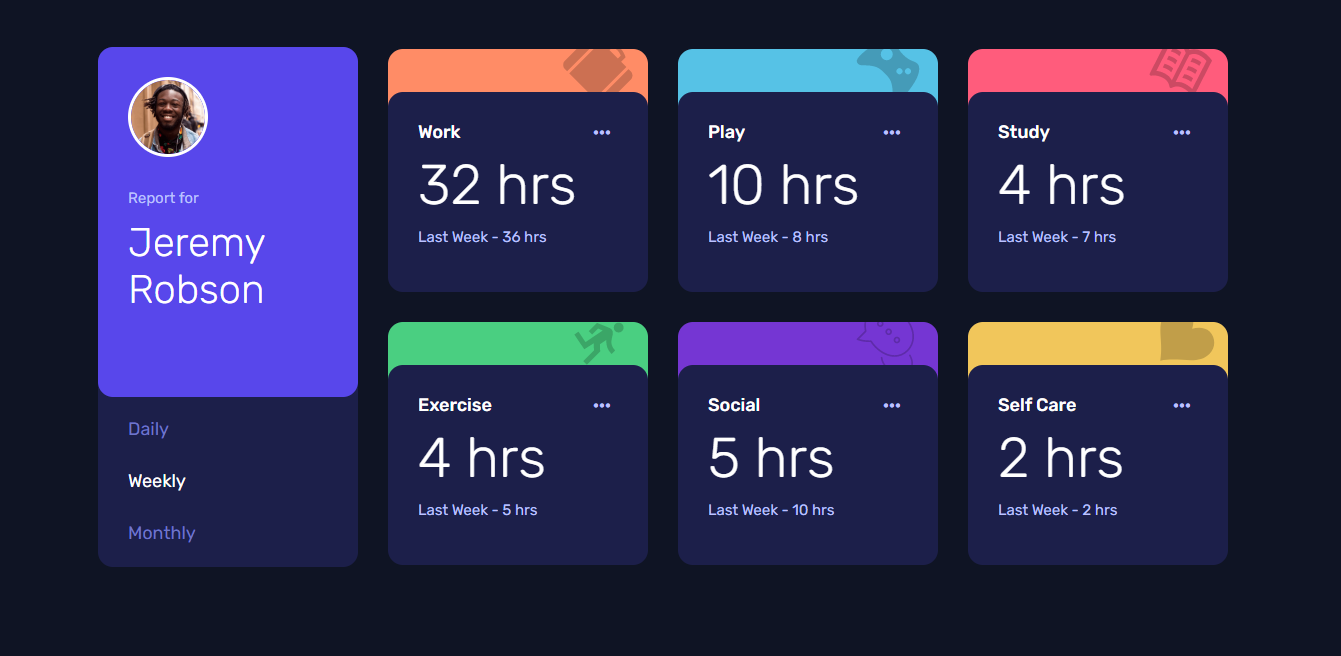 Report for
Jeremy
Robson
Daily
Weekly
Monthly
Work
32 hrs
Last Week - 36 hrs
Play
10 hrs
Last Week - 8 hrs
Study
4 hrs
Last Week - 7 hrs
Exercise
4 hrs
Last Week - 5 hrs
Social
5 hrs
Last Week - 10 hrs
Self Care
2 hrs
Last Week - 2 hrs